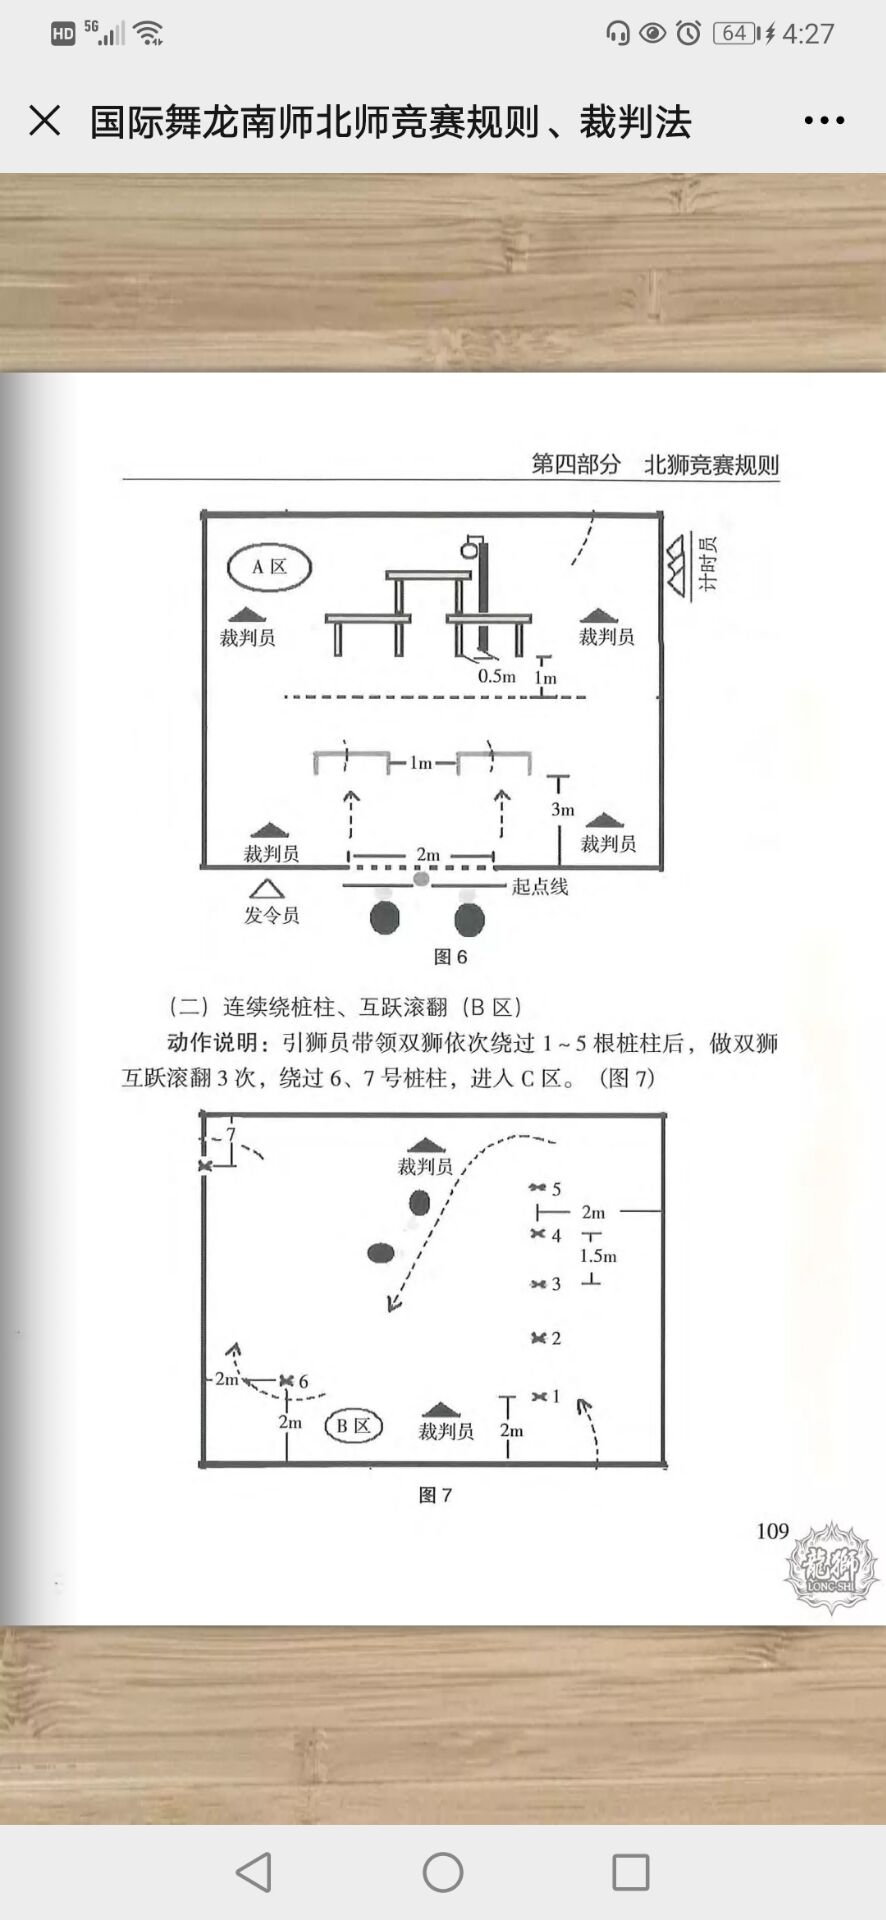 HD 5G 64 4:27
国际舞龙南师北师竞赛规则、裁判法
第四部分 北狮竞赛规则
A 区
计时员
裁判员 裁判员
0.5m 1m
1m
3m
裁判员 2m 裁判员
起点线
发令员
图 6
（二）连续绕桩柱、互跃滚翻（B 区）
动作说明：引狮员带领双狮依次绕过 1~5 根桩柱后，做双狮
互跃滚翻 3 次，绕过 6、7 号桩柱，进入 C 区。（图 7）
7
裁判员
5
2m
4
1.5m
3
2
2m 6
1
2m B 区 裁判员 2m
图 7
109
龍獅
LONG-SHI